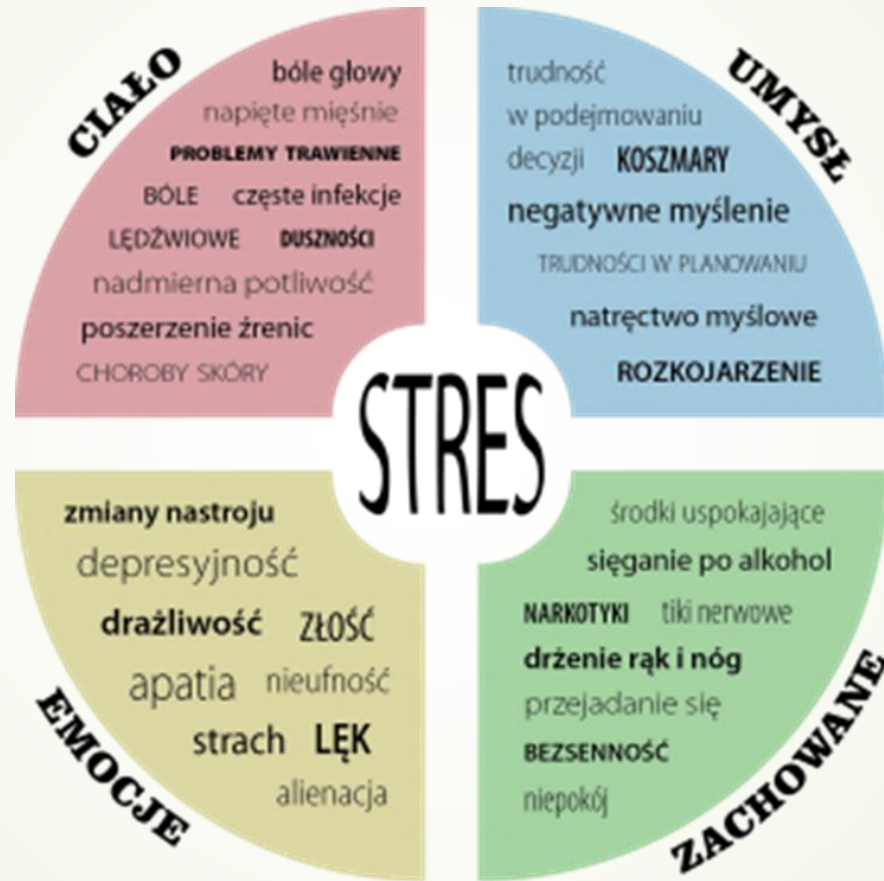 CIAŁO
bóle głowy
napięte mięśnie
PROBLEMY TRAWIENNE
BÓLE częste infekcje
LĘDŹWIOWE DUSZNOŚCI
nadmierna potliwość
poszerzenie źrenic
CHOROBY SKÓRY
UMYSŁ
trudność
w podejmowaniu
decyzji KOSZMARY
negatywne myślenie
TRUDNOŚCI W PLANOWANIU
natręctwo myślowe
ROZKOJARZENIE
STRES
zmiany nastroju
depresyjność
drażliwość ZŁOŚĆ
apatia nieufność
strach LĘK
alienacja
EMOCJE
środki uspokajające
sięganie po alkohol
NARKOTYKI tiki nerwowe
drżenie rąk i nóg
przejadanie się
BEZSENNOŚĆ
niepokój
ZACHOWANE